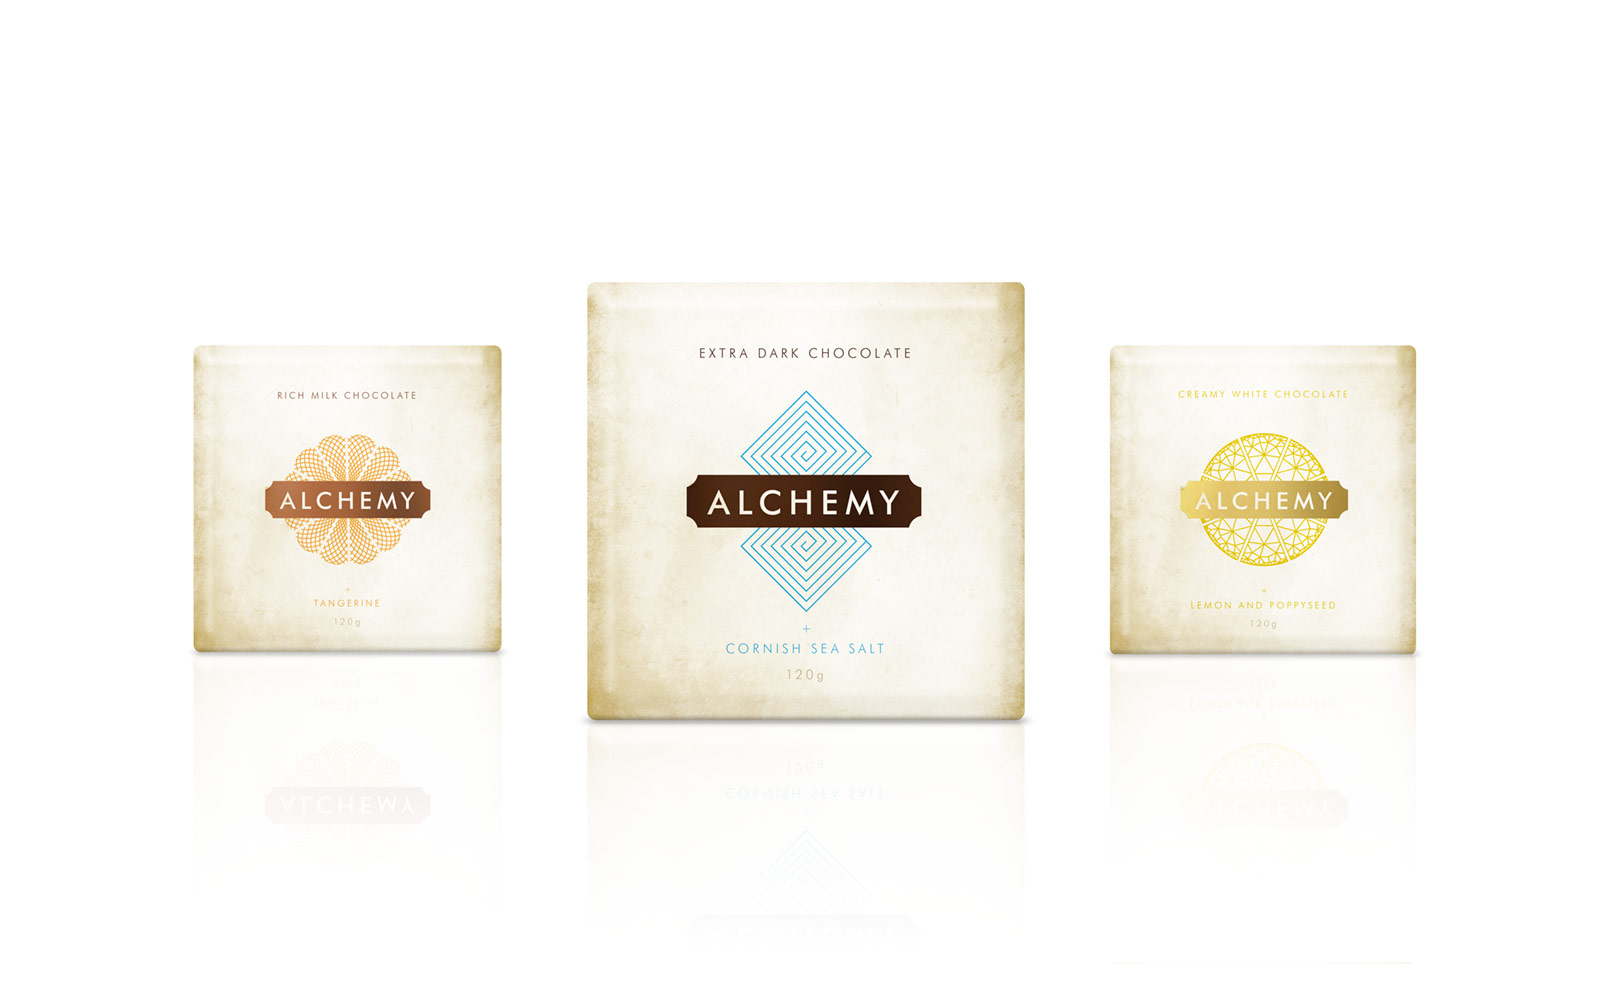 RICH MILK CHOCOLATE
ALCHEMY
+
TANGERINE
120g
EXTRA DARK CHOCOLATE
ALCHEMY
+
CORNISH SEA SALT
120g
CREAMY WHITE CHOCOLATE
ALCHEMY
+
LEMON AND POPPYSEED
120g